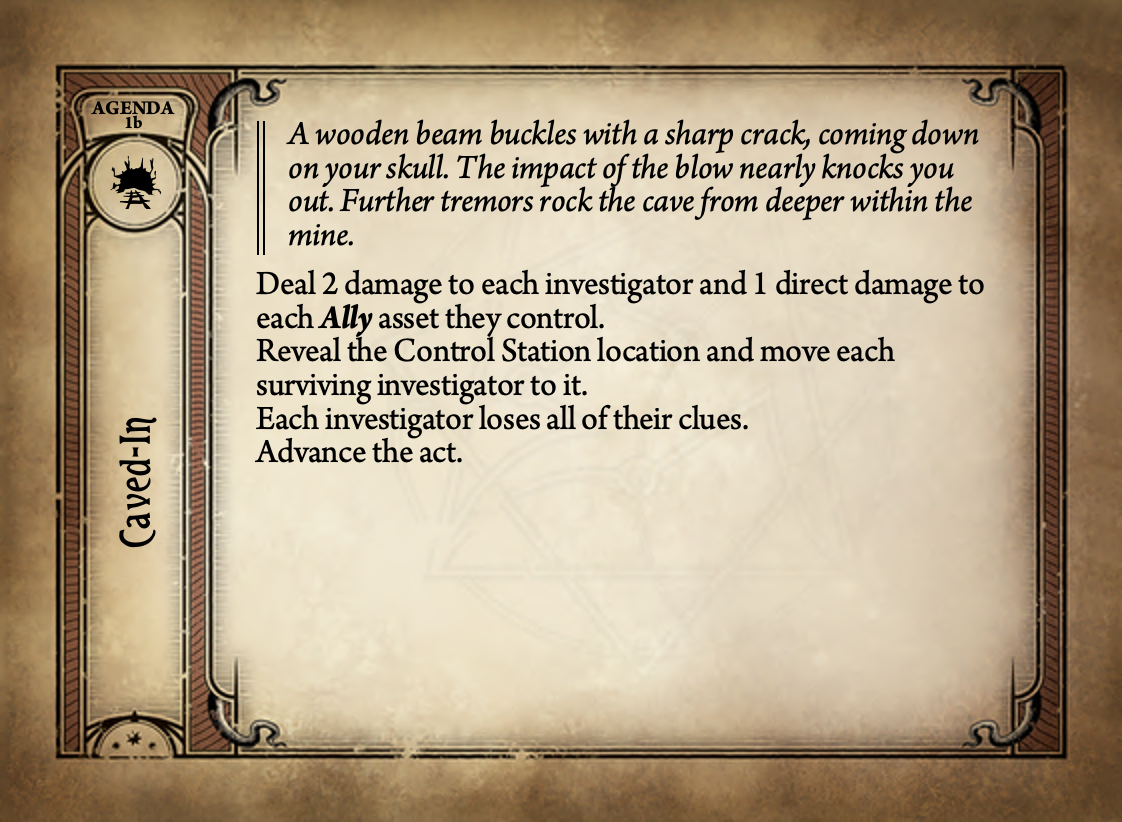 AGENDA
1b
A wooden beam buckles with a sharp crack, coming down
on your skull. The impact of the blow nearly knocks you
out. Further tremors rock the cave from deeper within the
mine.
Deal 2 damage to each investigator and 1 direct damage to
each Ally asset they control.
Reveal the Control Station location and move each
surviving investigator to it.
Each investigator loses all of their clues.
Advance the act.
Caved-In